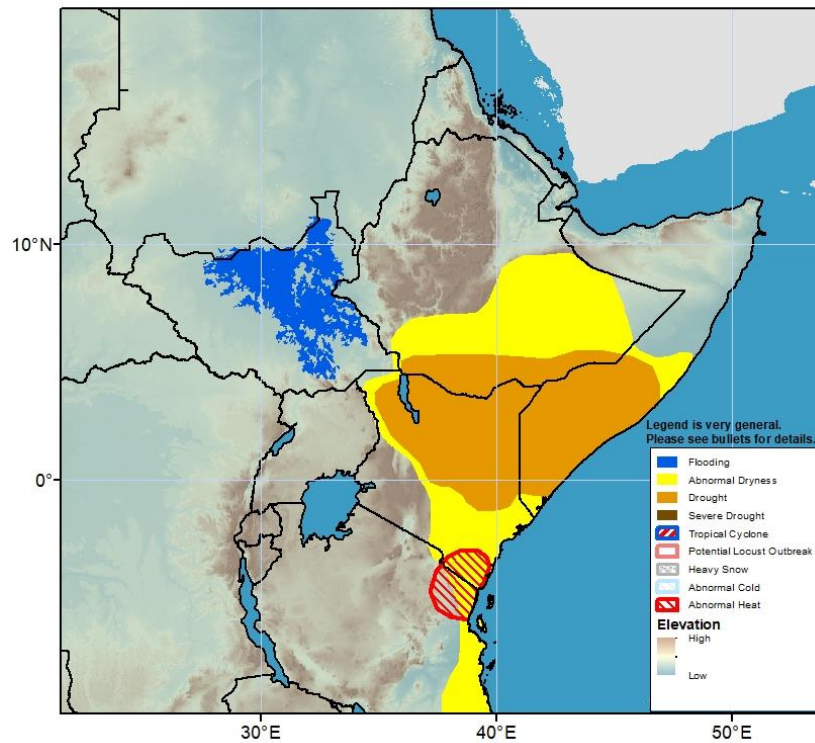 10°N
0°
30°E
40°E
50°E
Legend is very general.
Please see bullets for details.
Flooding
Abnormal Dryness
Drought
Severe Drought
Tropical Cyclone
Potential Locust Outbreak
Heavy Snow
Abnormal Cold
Abnormal Heat
Elevation
High
Low